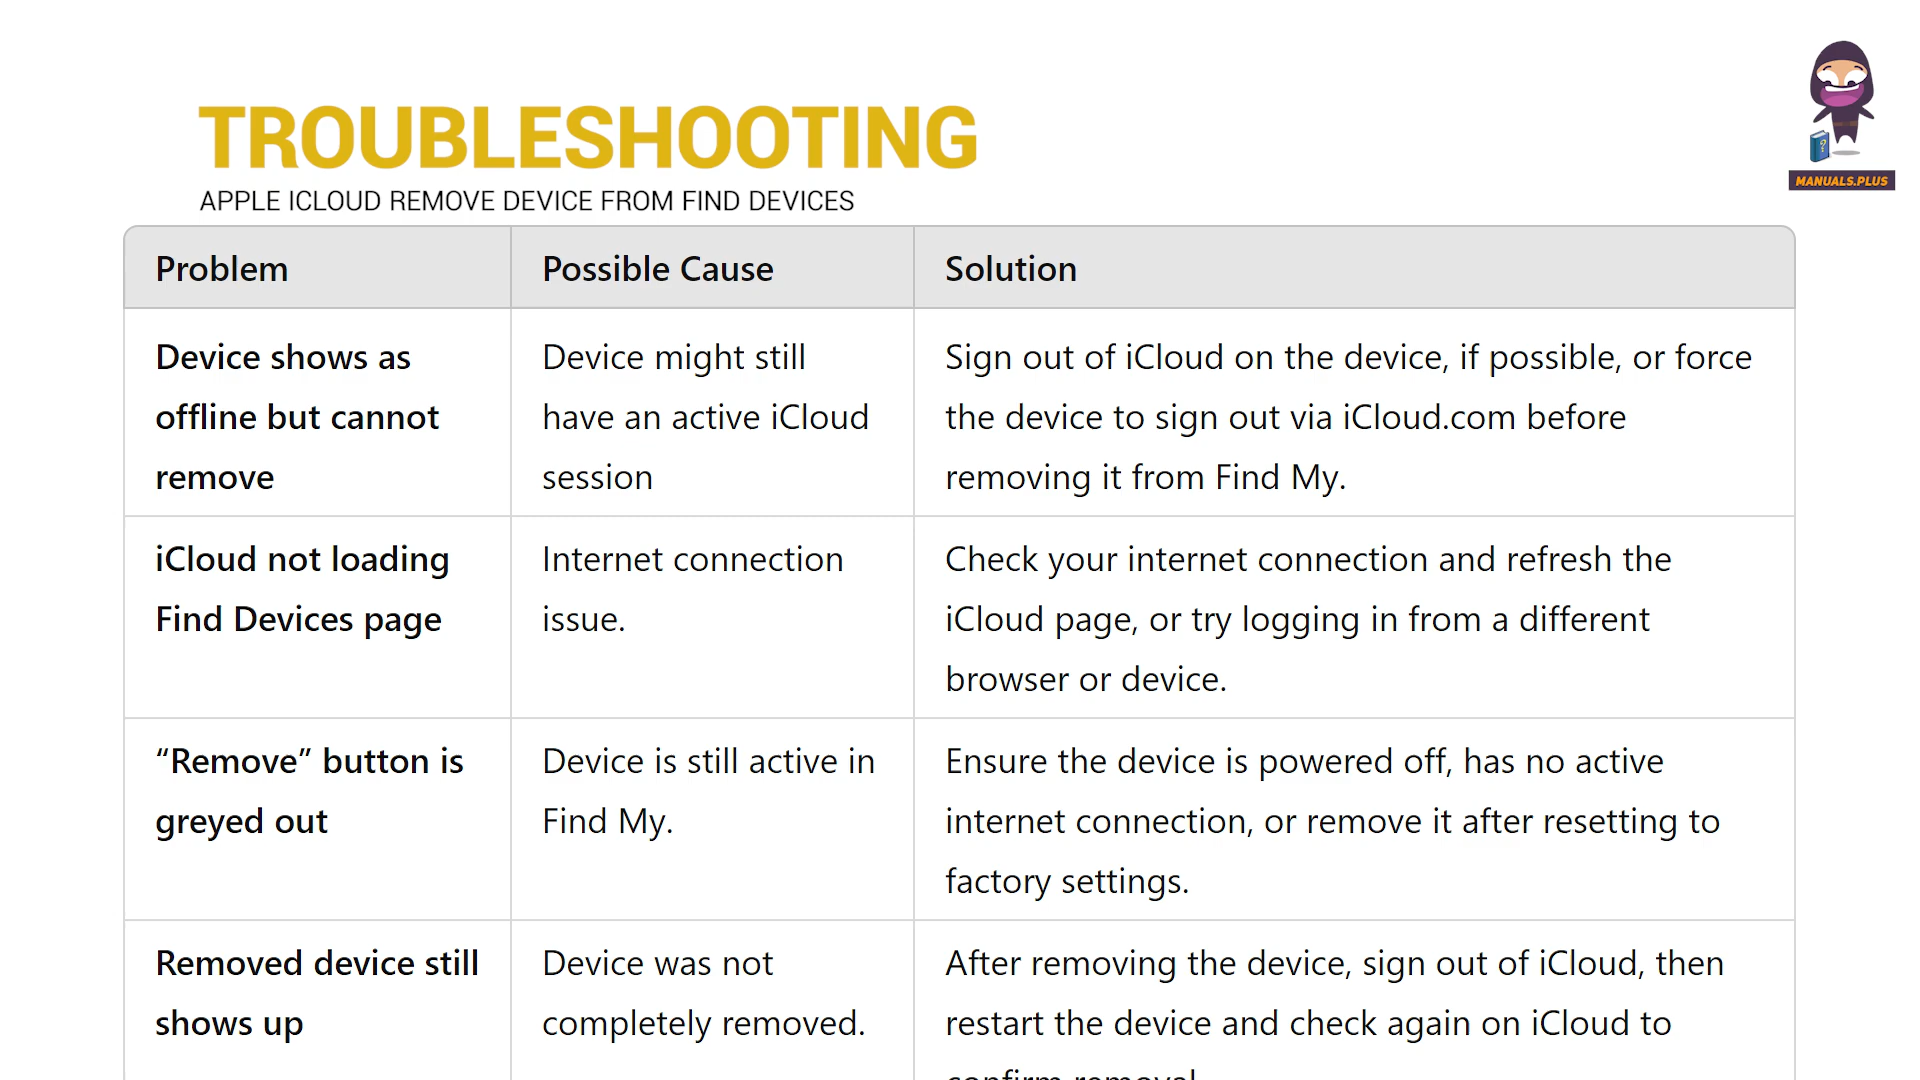 TROUBLESHOOTING
APPLE ICLOUD REMOVE DEVICE FROM FIND DEVICES
?
MANUALS.PLUS
Problem
Possible Cause
Solution
Device shows as
offline but cannot
remove
Device might still
have an active iCloud
session
Sign out of iCloud on the device, if possible, or force
the device to sign out via iCloud.com before
removing it from Find My.
iCloud not loading
Find Devices page
Internet connection
issue.
Check your internet connection and refresh the
iCloud page, or try logging in from a different
browser or device.
“Remove” button is
greyed out
Device is still active in
Find My.
Ensure the device is powered off, has no active
internet connection, or remove it after resetting to
factory settings.
Removed device still
shows up
Device was not
completely removed.
After removing the device, sign out of iCloud, then
restart the device and check again on iCloud to
confirm removal